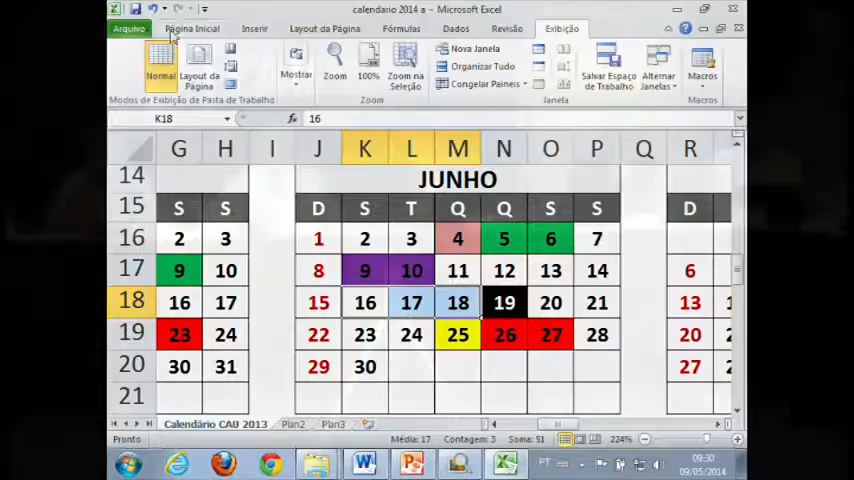 calendario 2014 a - Microsoft Excel
Arquivo Página Inicial Inserir Layout da Página Fórmulas Dados Revisão Exibição
Normal Layout da Página Mostrar Zoom 100% Zoom na Seleção Nova Janela Organizar Tudo Congelar Painéis Salvar Espaço de Trabalho Alternar Janelas Macros
Modos de Exibição de Pasta de Trabalho Zoom Janela Macros
K18 fx 16
G H I J K L M N O P Q R
14 JUNHO
15 S S D S T Q Q S S D
16 2 3 1 2 3 4 5 6 7
17 9 10 8 9 10 11 12 13 14 6
18 16 17 15 16 17 18 19 20 21 13
19 23 24 22 23 24 25 26 27 28 20
20 30 31 29 30 27
21
Calendário CAU 2013 Plan2 Plan3
Pronto Média: 17 Contagem: 3 Soma: 51 224%
PT 09:30
09/05/2014